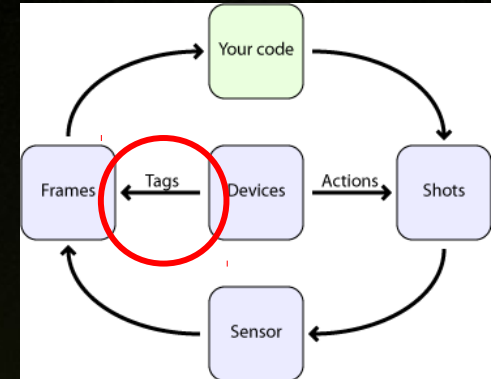 Your code
Frames
Tags
Devices
Actions
Shots
Sensor